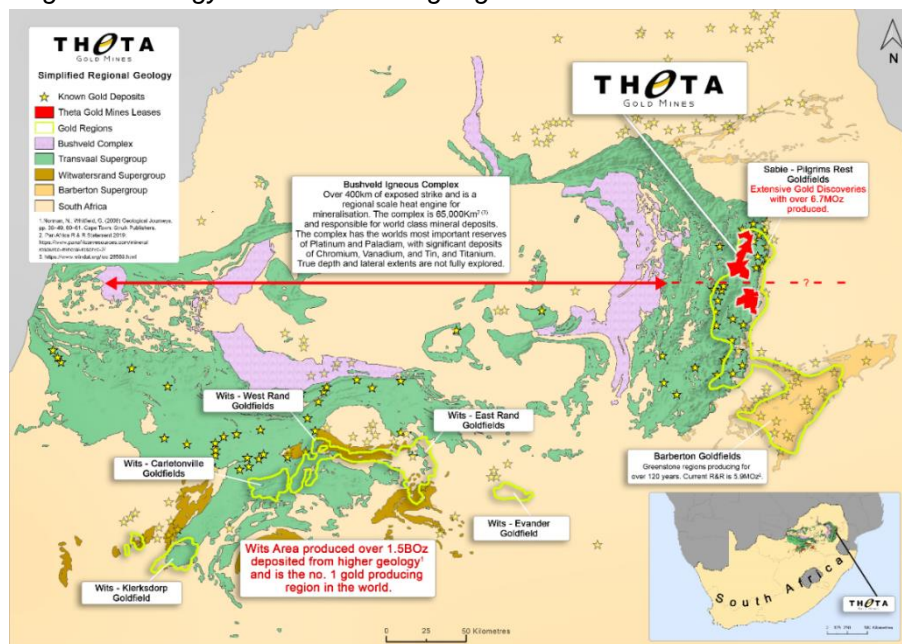 THETA
GOLD MINES
Simplified Regional Geology
Known Gold Deposits
Theta Gold Mines Leases
Gold Regions
Bushveld Complex
Transvaal Supergroup
Witwatersrand Supergroup
Barberton Supergroup
South Africa
Bushveld Igneous Complex
Over 400km of exposed strike and is a
regional scale heat engine for
mineralisation. The complex is 65,000Km²
and responsible for world class mineral deposits.
The complex has the worlds most important reserves
of Platinum and Paladiam, with significant deposits
of Chromium, Vanadium, and Tin, and Titanium.
True depth and lateral extents are not fully explored.
THETA
GOLD MINES
N
Sabie - Pilgrims Rest
Goldfields
Extensive Gold Discoveries
with over 6.7MOz
produced.
?
Wits - West Rand
Goldfields
Wits - East Rand
Goldfields
Wits - Carletonville
Goldfields
Wits - Evander
Goldfield
Wits - Klerksdorp
Goldfield
Wits Area produced over 1.5BOz
deposited from higher geology¹
and is the no. 1 gold producing
region in the world.
Barberton Goldfields
Greenstone regions producing for
over 120 years. Current R&R is 5.9MOz².
0 25 50 Kilometres
South Africa
THETA